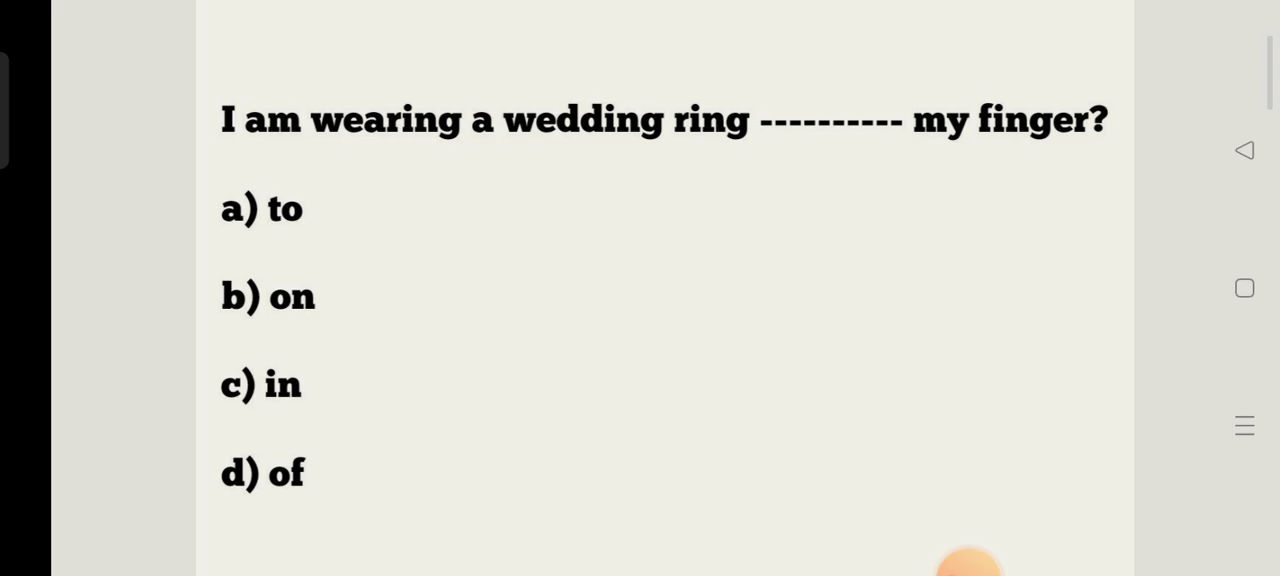 I am wearing a wedding ring ---------- my finger?
a) to
b) on
c) in
d) of